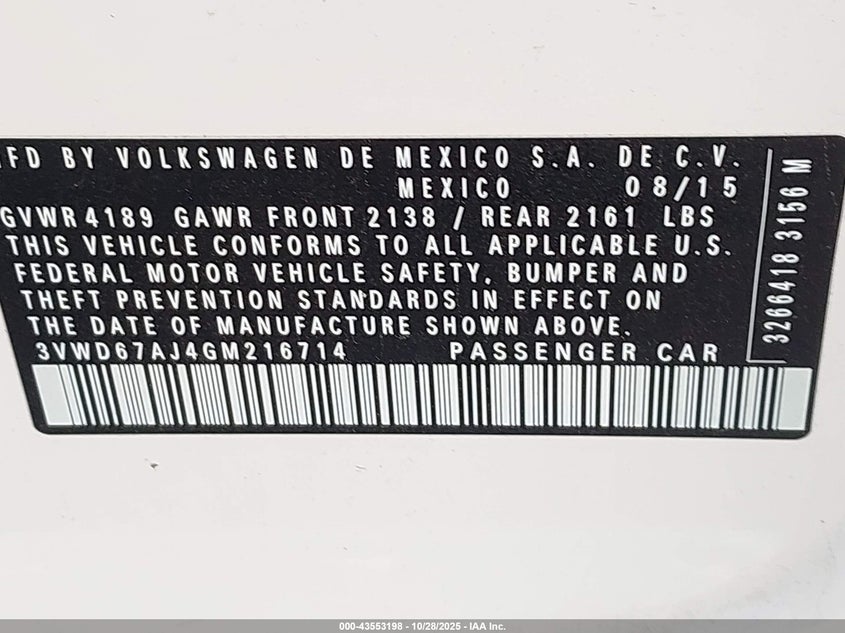 MFD BY VOLKSWAGEN DE MEXICO S.A. DE C.V.
MEXICO 08/15
GVWR 4189 GAWR FRONT 2138 / REAR 2161 LBS
THIS VEHICLE CONFORMS TO ALL APPLICABLE U.S.
FEDERAL MOTOR VEHICLE SAFETY, BUMPER AND
THEFT PREVENTION STANDARDS IN EFFECT ON
THE DATE OF MANUFACTURE SHOWN ABOVE.
3VWD67AJ4GM216714 PASSENGER CAR
3266418 3156 M
000-43553198 | 10/28/2025 - IAA Inc.